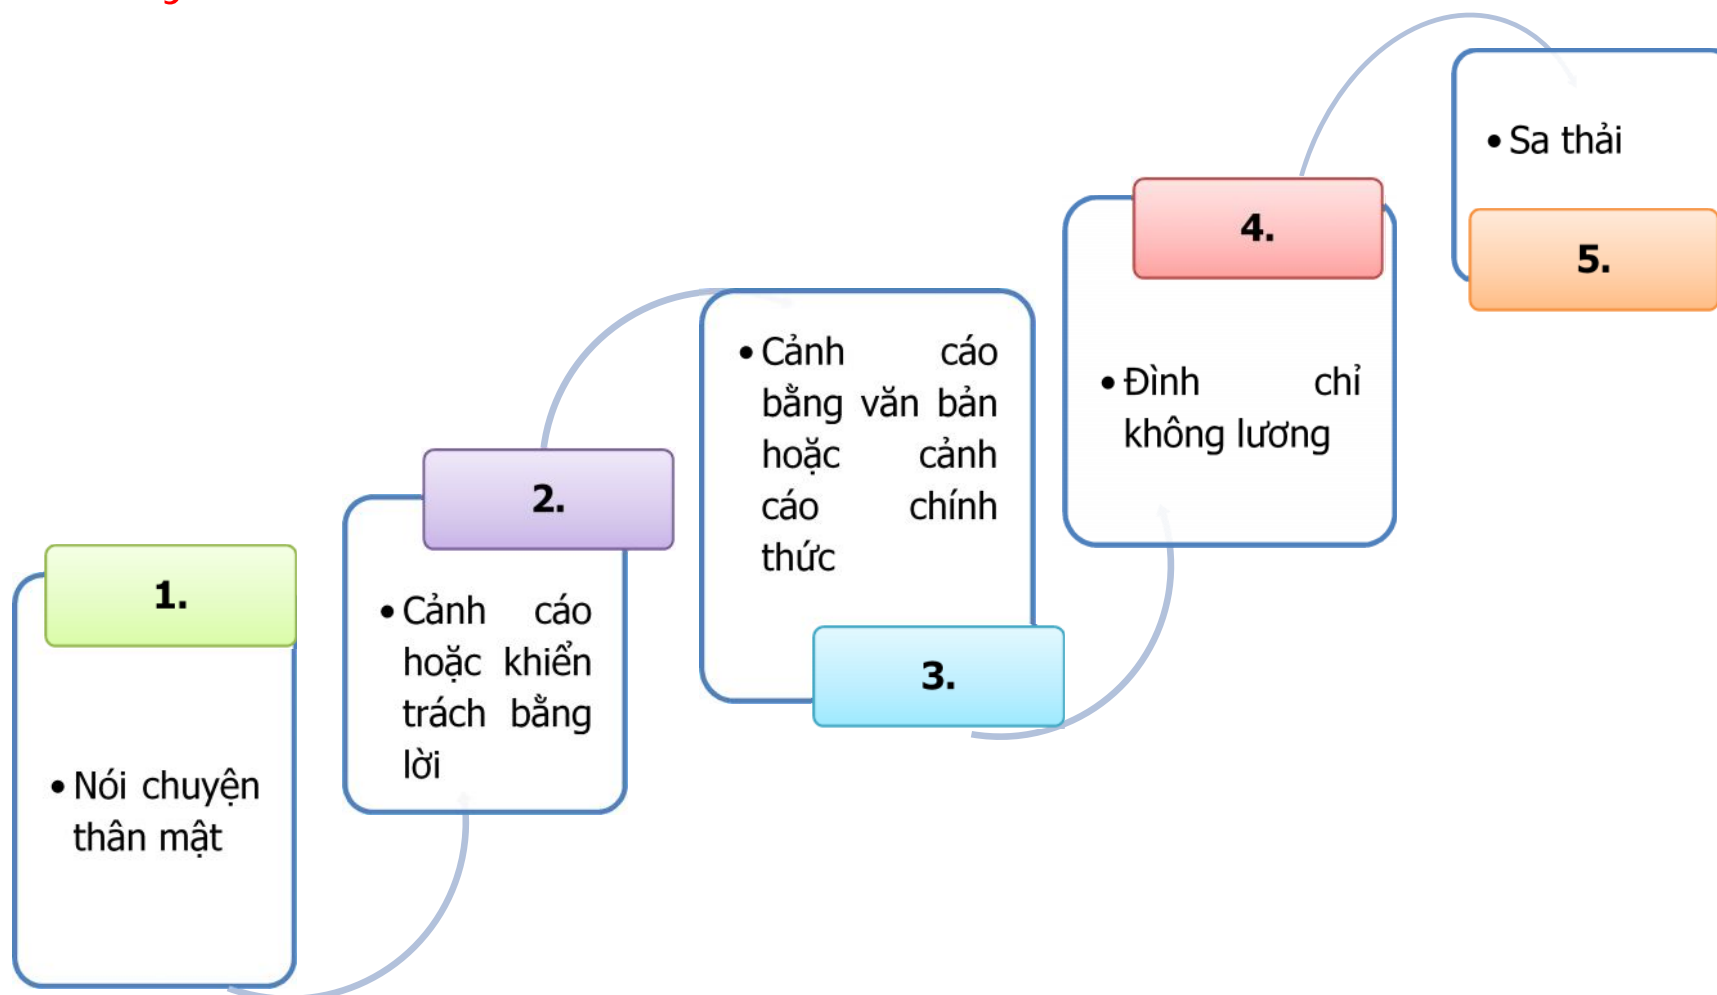 1.
• Nói chuyện
thân mật
2.
• Cảnh cáo
hoặc khiển
trách bằng
lời
• Cảnh cáo
bằng văn bản
hoặc cảnh
cáo chính
thức
3.
4.
• Đình chỉ
không lương
• Sa thải
5.